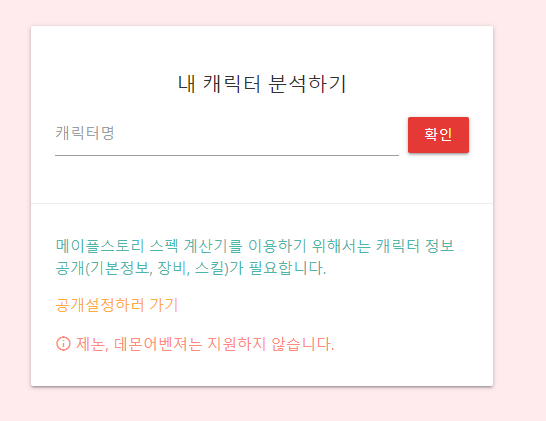 내 캐릭터 분석하기
캐릭터명
확인
메이플스토리 스펙 계산기를 이용하기 위해서는 캐릭터 정보
공개(기본정보, 장비, 스킬)가 필요합니다.
공개설정하러 가기
제논, 데몬어벤져는 지원하지 않습니다.